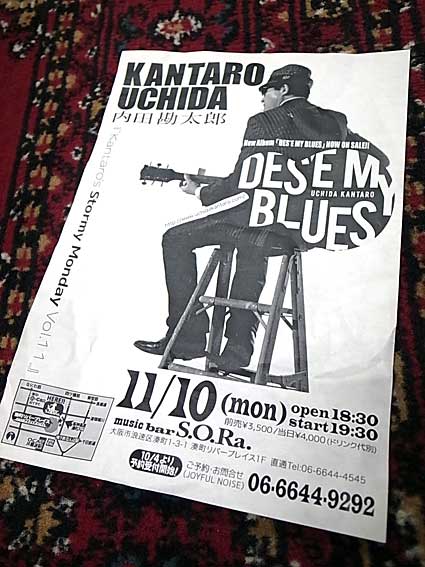 KANTARO
UCHIDA
内田勘太郎
New Album「DES'E MY BLUES」NOW ON SALE!!
DES'E MY
UCHIDA KANTARO
BLUES
http://www.uchidakantaro.com/
『Kantaro's Stormy Monday Vol.11』
11/10(mon)
open 18:30
start 19:30
前売¥3,500/当日¥4,000(ドリンク代別)
music bar S.O.Ra.
大阪市浪速区湊町1-3-1 湊町リバープレイス1F 直通Tel:06-6644-4545
10/4より
予約受付開始!
ご予約・お問合せ
(JOYFUL NOISE)
06-6644-9292
HERE!!